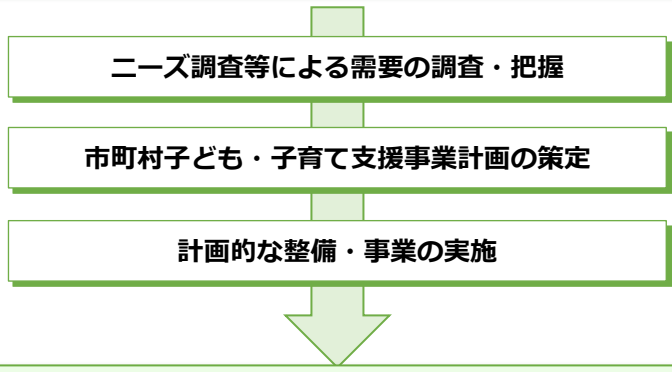 ニーズ調査等による需要の調査・把握
市町村子ども・子育て支援事業計画の策定
計画的な整備・事業の実施